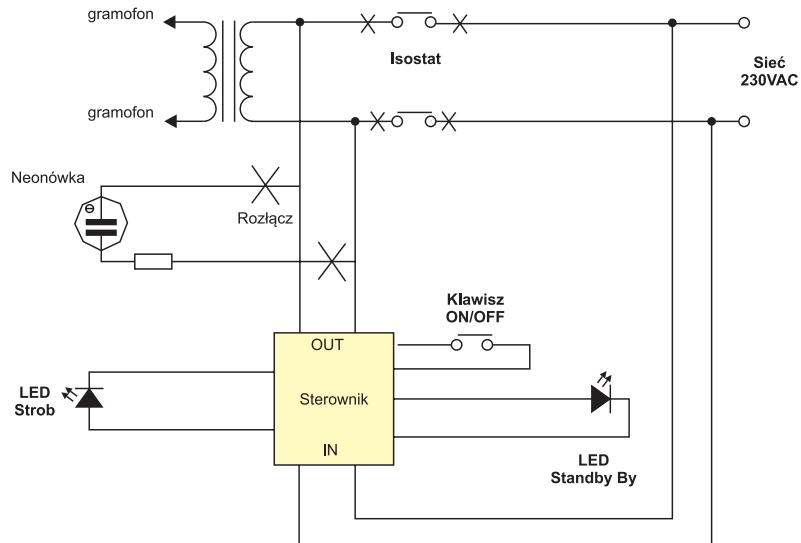 gramofon
Isostat
Sieć
230VAC
gramofon
Neonówka
Rozłącz
Klawisz
ON/OFF
OUT
LED
Strob
Sterownik
IN
LED
Standby By